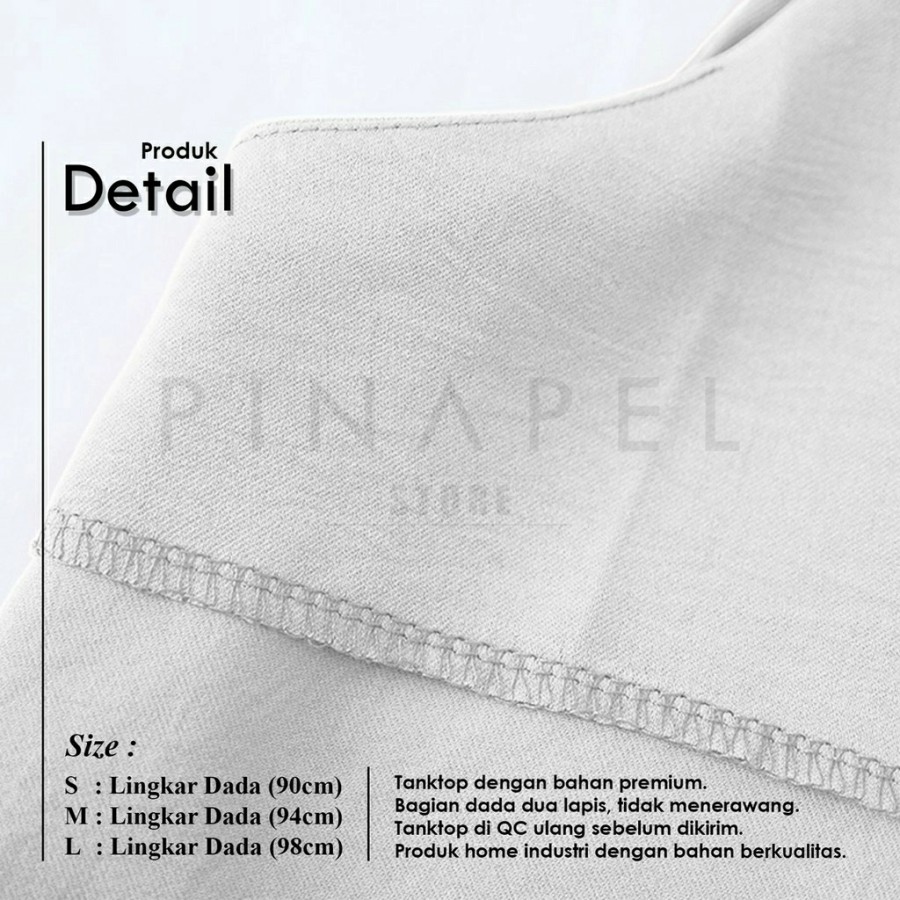 Produk
Detail
PINAPEL
STORE
Size :
S : Lingkar Dada (90cm)
M : Lingkar Dada (94cm)
L : Lingkar Dada (98cm)
Tanktop dengan bahan premium.
Bagian dada dua lapis, tidak menerawang.
Tanktop di QC ulang sebelum dikirim.
Produk home industri dengan bahan berkualitas.